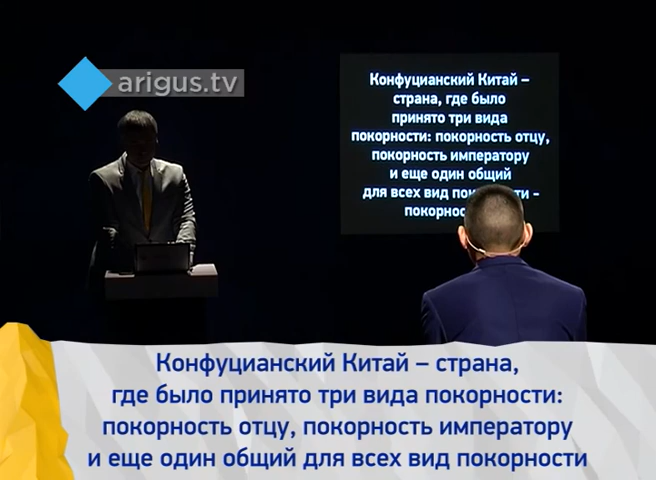 arigus.tv
Конфуцианский Китай –
страна, где было
принято три вида
покорности: покорность отцу,
покорность императору
и еще один общий
для всех вид покорности -
Конфуцианский Китай – страна,
где было принято три вида покорности:
покорность отцу, покорность императору
и еще один общий для всех вид покорности